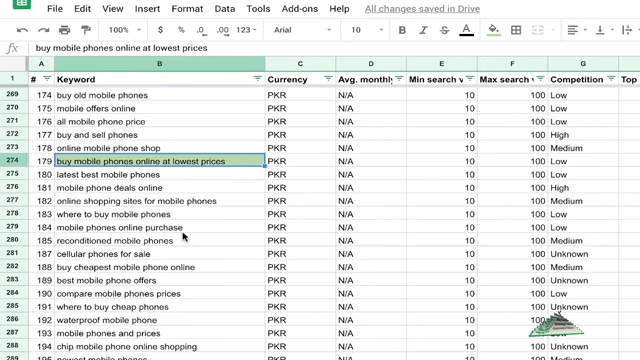 File Edit View Insert Format Data Tools Add-ons Help All changes saved in Drive
100% $ % .0 .00 123 Arial 10 B I S A
fx buy mobile phones online at lowest prices
A B C D E F G
1 # Keyword Currency Avg. monthly Min search v Max search v Competition Top
269 174 buy old mobile phones PKR N/A 10 100 Low
270 175 mobile offers online PKR N/A 10 100 Low
271 176 all mobile phone price PKR N/A 10 100 Low
272 177 buy and sell phones PKR N/A 10 100 High
273 178 online mobile phone shop PKR N/A 10 100 Medium
274 179 buy mobile phones online at lowest prices PKR N/A 10 100 Low
275 180 latest best mobile phones PKR N/A 10 100 Low
276 181 mobile phone deals online PKR N/A 10 100 High
277 182 online shopping sites for mobile phones PKR N/A 10 100 Medium
278 183 where to buy mobile phones PKR N/A 10 100 Low
279 184 mobile phones online purchase PKR N/A 10 100 Low
280 185 reconditioned mobile phones PKR N/A 10 100 Medium
281 187 cellular phones for sale PKR N/A 10 100 Unknown
282 188 buy cheapest mobile phone online PKR N/A 10 100 Medium
283 189 best mobile phone offers PKR N/A 10 100 Unknown
284 190 compare mobile phones prices PKR N/A 10 100 Low
285 191 where to buy cheap phones PKR N/A 10 100 Unknown
286 192 waterproof mobile phone PKR N/A 10 100
287 193 mobile phones and prices PKR N/A 10 100
288 194 chip mobile phone online shopping PKR N/A 10 100 Unknown
289 195 newest mobile phones PKR N/A 10 100 Medium